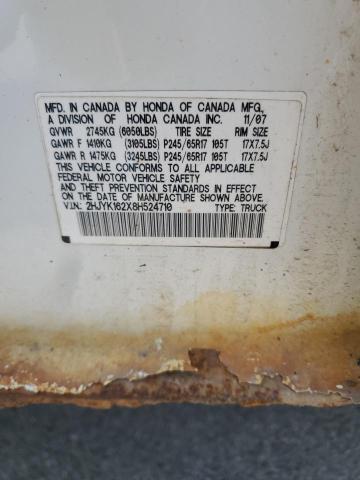 MFD. IN CANADA BY HONDA OF CANADA MFG.,
A DIVISION OF HONDA CANADA INC. 11/07
GVWR 2745KG (6050LBS) TIRE SIZE RIM SIZE
GAWR F 1410KG (3105LBS) P245/65R17 105T 17X7.5J
GAWR R 1475KG (3245LBS) P245/65R17 105T 17X7.5J
THIS VEHICLE CONFORMS TO ALL APPLICABLE
FEDERAL MOTOR VEHICLE SAFETY
AND THEFT PREVENTION STANDARDS IN EFFECT
ON THE DATE OF MANUFACTURE SHOWN ABOVE.
V.I.N: 2HJYK162X8H524710 TYPE: TRUCK